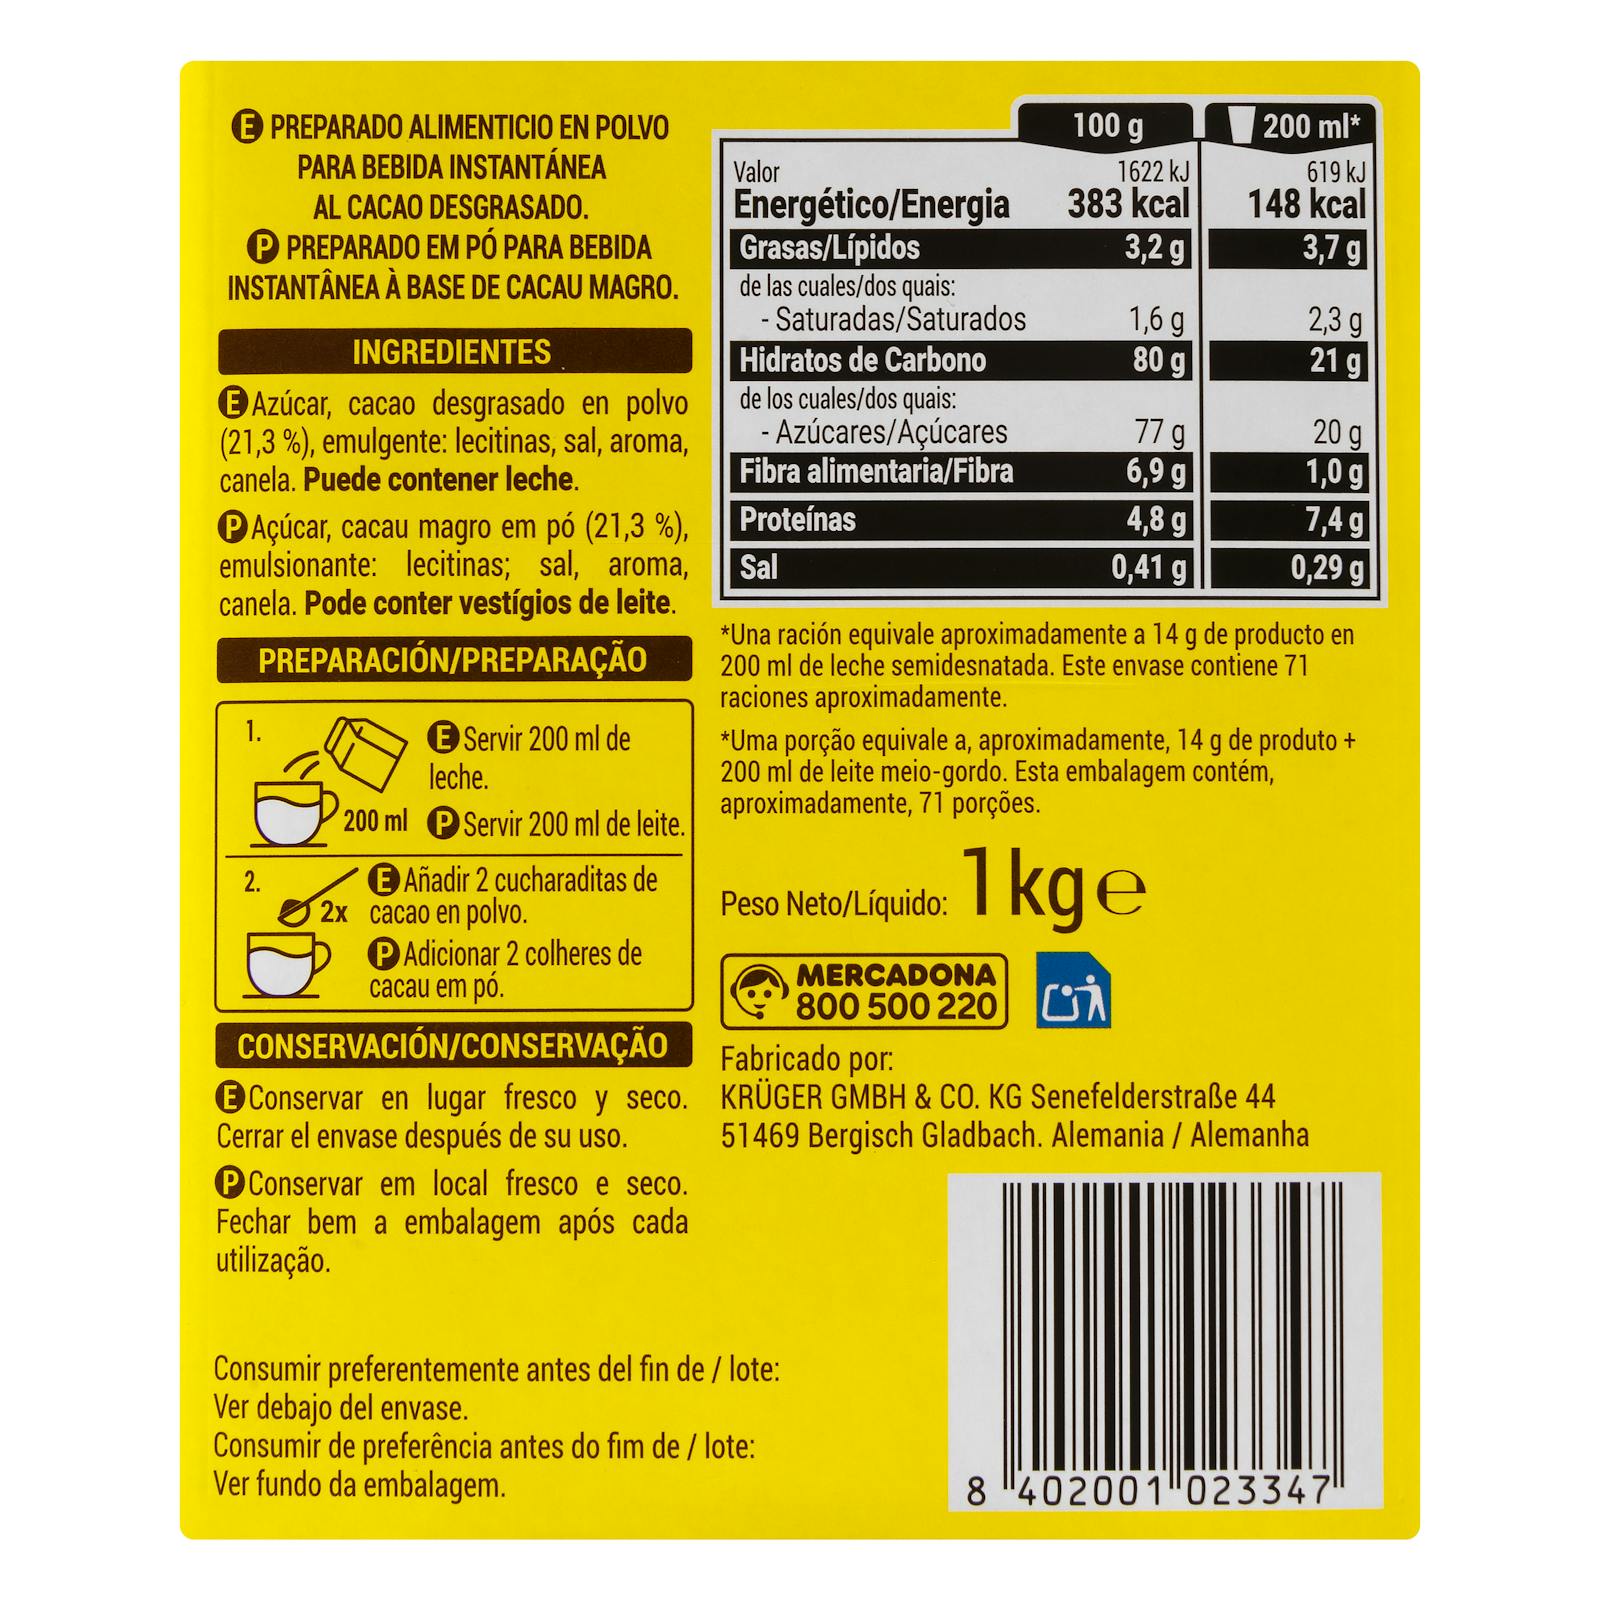 E PREPARADO ALIMENTICIO EN POLVO
PARA BEBIDA INSTANTÁNEA
AL CACAO DESGRASADO.
P PREPARADO EM PÓ PARA BEBIDA
INSTANTÂNEA À BASE DE CACAU MAGRO.
INGREDIENTES
E Azúcar, cacao desgrasado en polvo
(21,3 %), emulgente: lecitinas, sal, aroma,
canela. Puede contener leche.
P Açúcar, cacau magro em pó (21,3 %),
emulsionante: lecitinas; sal, aroma,
canela. Pode conter vestígios de leite.
PREPARACIÓN/PREPARAÇÃO
1.
200 ml
E Servir 200 ml de
leche.
P Servir 200 ml de leite.
2.
2x
E Añadir 2 cucharaditas de
cacao en polvo.
P Adicionar 2 colheres de
cacau em pó.
CONSERVACIÓN/CONSERVAÇÃO
E Conservar en lugar fresco y seco.
Cerrar el envase después de su uso.
P Conservar em local fresco e seco.
Fechar bem a embalagem após cada
utilização.
Consumir preferentemente antes del fin de / lote:
Ver debajo del envase.
Consumir de preferência antes do fim de / lote:
Ver fundo da embalagem.
100 g 200 ml*
Valor 1622 kJ 619 kJ
Energético/Energia 383 kcal 148 kcal
Grasas/Lípidos 3,2 g 3,7 g
de las cuales/dos quais:
- Saturadas/Saturados 1,6 g 2,3 g
Hidratos de Carbono 80 g 21 g
de los cuales/dos quais:
- Azúcares/Açúcares 77 g 20 g
Fibra alimentaria/Fibra 6,9 g 1,0 g
Proteínas 4,8 g 7,4 g
Sal 0,41 g 0,29 g
*Una ración equivale aproximadamente a 14 g de producto en
200 ml de leche semidesnatada. Este envase contiene 71
raciones aproximadamente.
*Uma porção equivale a, aproximadamente, 14 g de produto +
200 ml de leite meio-gordo. Esta embalagem contém,
aproximadamente, 71 porções.
Peso Neto/Líquido: 1 kg e
MERCADONA
800 500 220
Fabricado por:
KRÜGER GMBH & CO. KG Senefelderstraße 44
51469 Bergisch Gladbach. Alemania / Alemanha
8 402001 023347